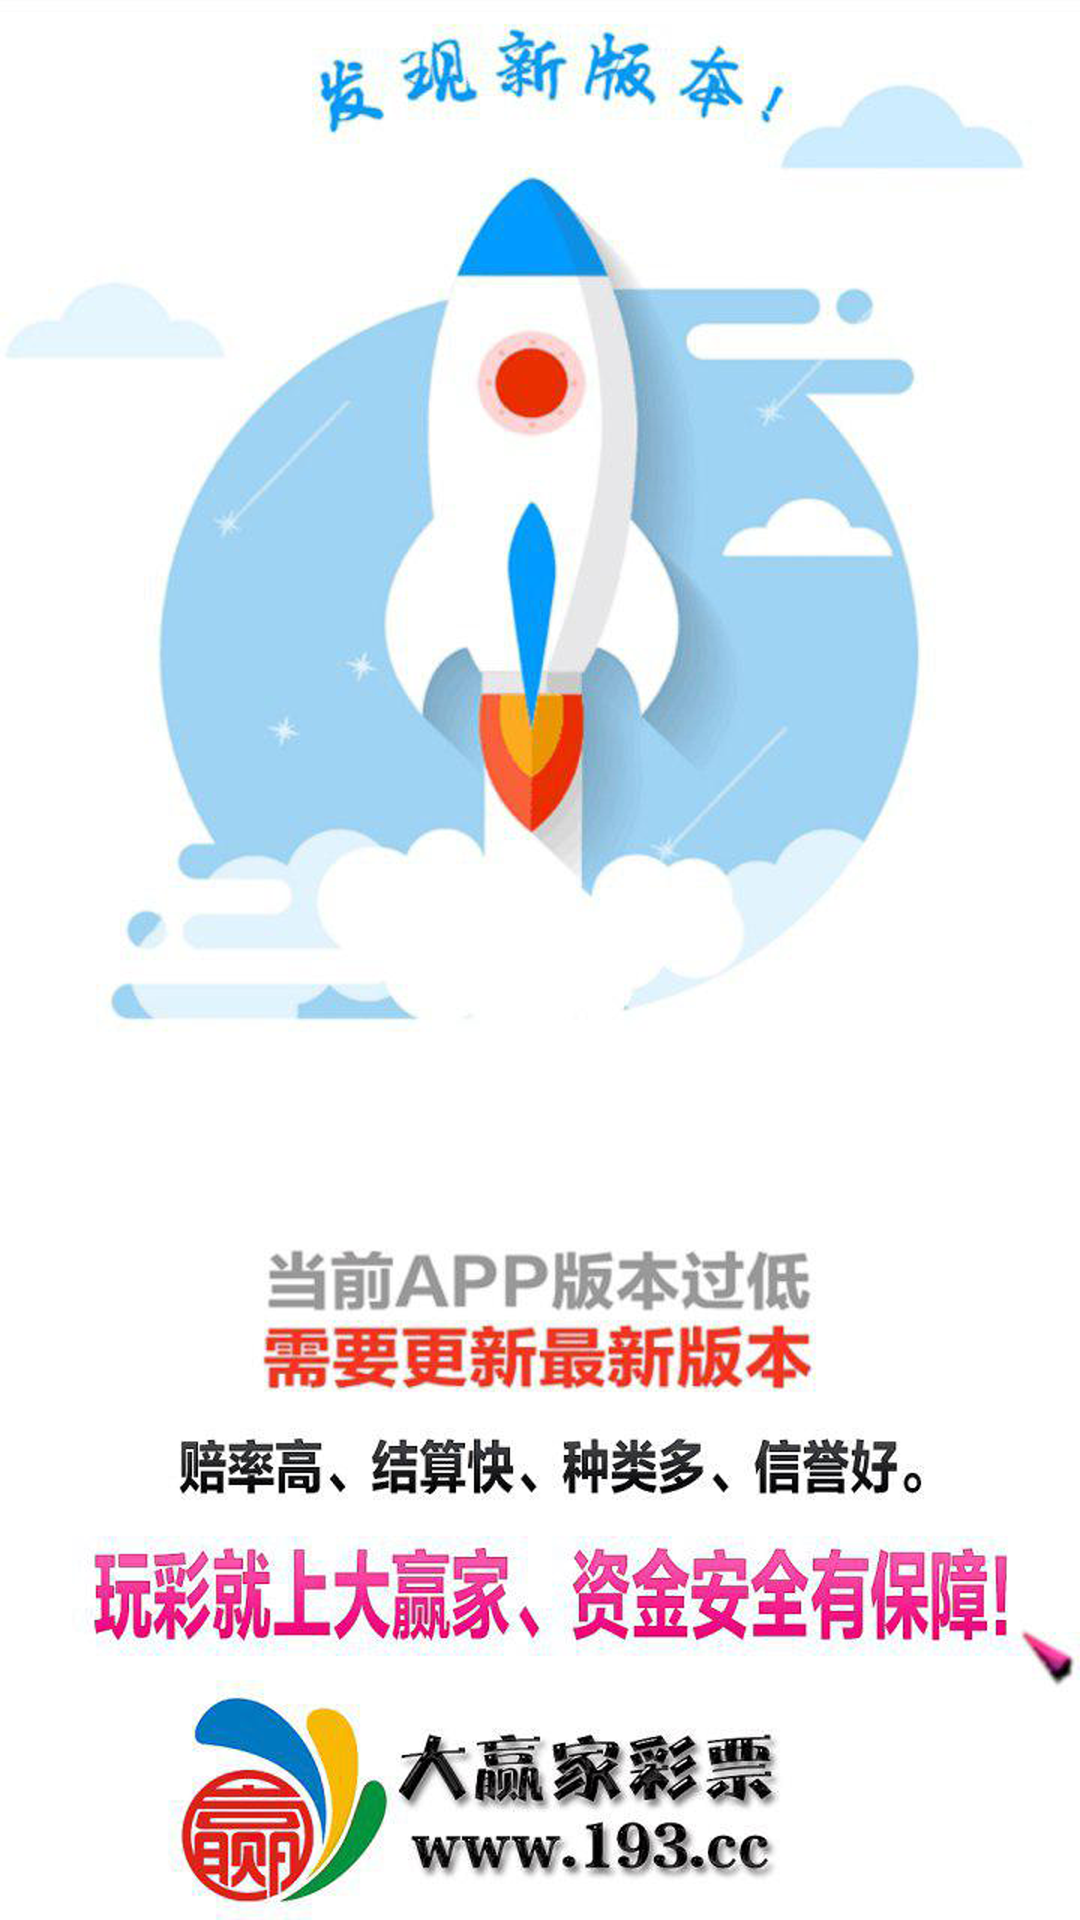 发现新版本!
当前APP版本过低
需要更新最新版本
赔率高、结算快、种类多、信誉好。
玩彩就上大赢家、资金安全有保障!
赢
大赢家彩票
www.193.cc